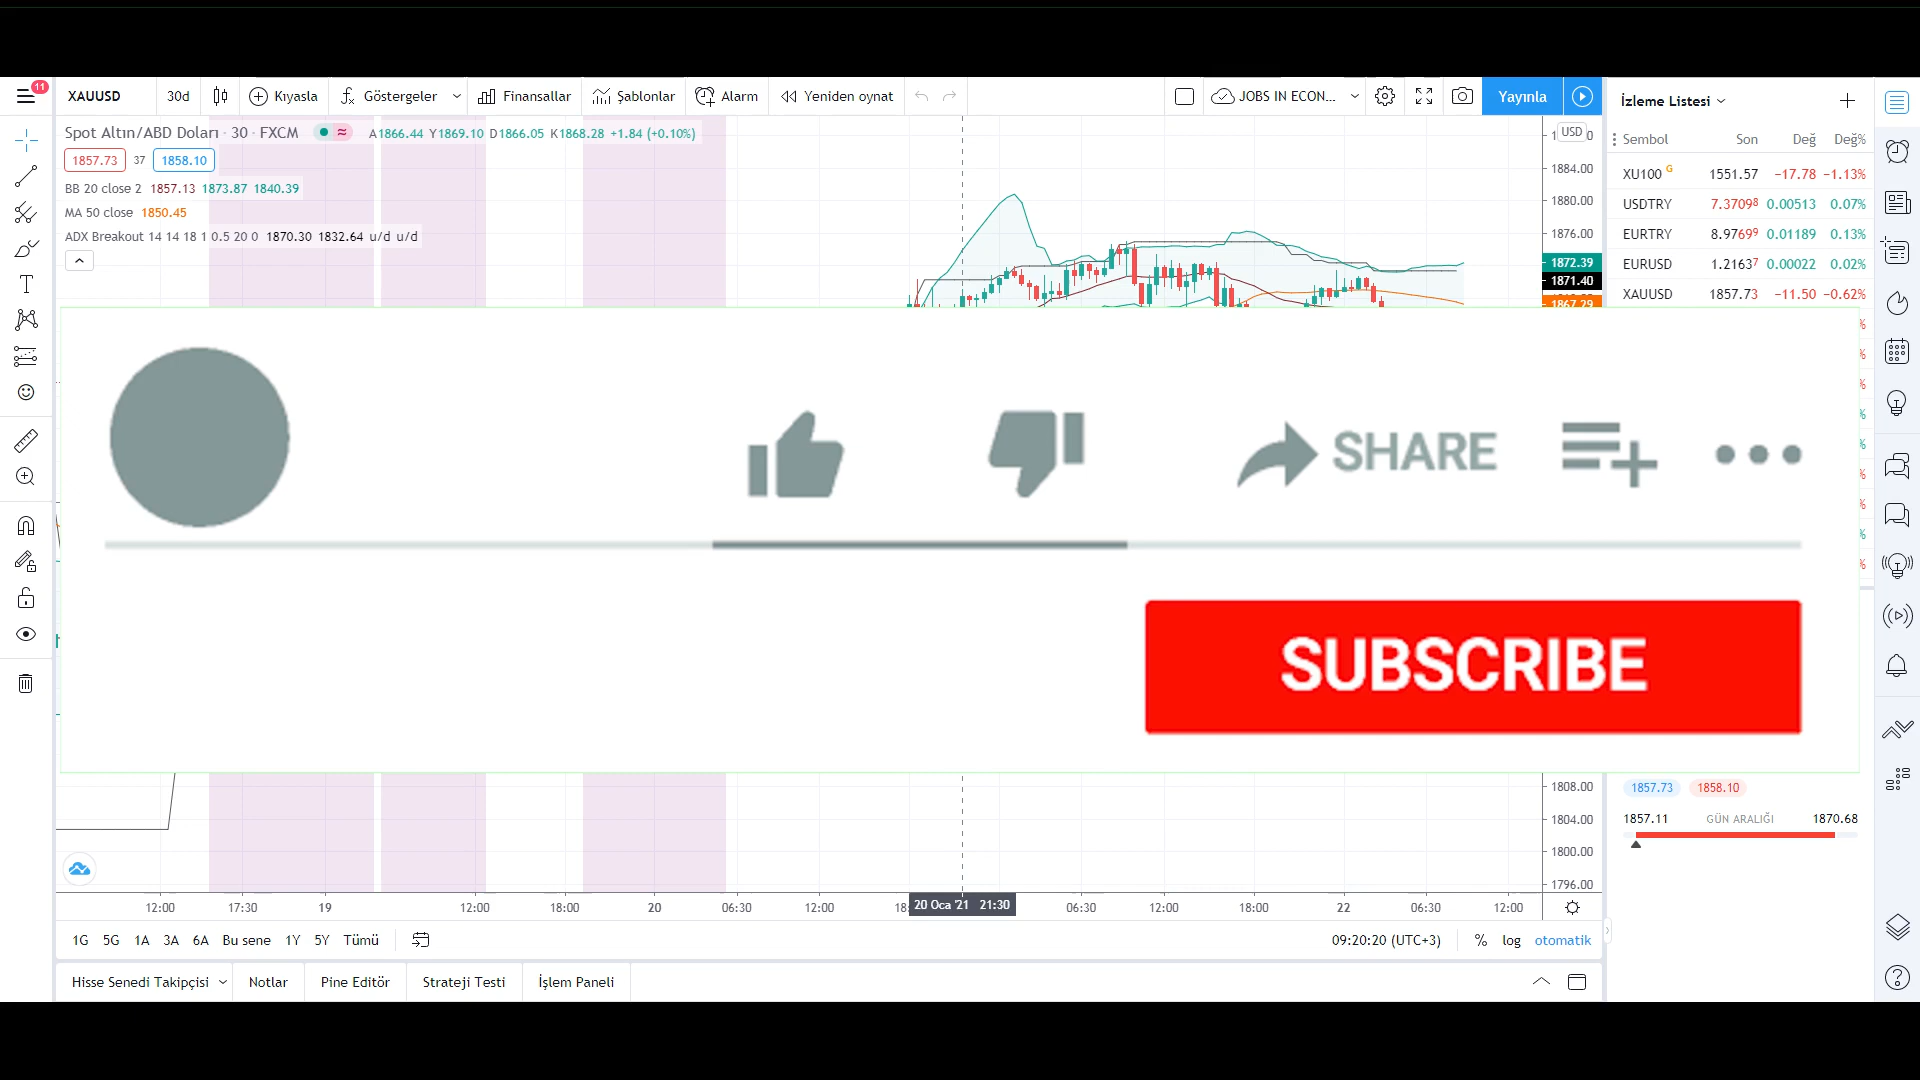 11
XAUUSD 30d Kıyasla Göstergeler Finansallar Şablonlar Alarm Yeniden oynat JOBS IN ECON... Yayınla
İzleme Listesi
Spot Altın/ABD Doları · 30 · FXCM A1866.44 Y1869.10 D1866.05 K1868.28 +1.84 (+0.10%)
USD
Sembol Son Değ Değ%
1857.73 37 1858.10
1884.00
XU100 G 1551.57 −17.78 −1.13%
BB 20 close 2 1857.13 1873.87 1840.39
1880.00
USDTRY 7.37098 0.00513 0.07%
MA 50 close 1850.45
1876.00
EURTRY 8.97699 0.01189 0.13%
ADX Breakout 14 14 18 1 0.5 20 0 1870.30 1832.64 u/d u/d
1872.39
EURUSD 1.21637 0.00022 0.02%
1871.40
XAUUSD 1857.73 −11.50 −0.62%
1867.29
SHARE
SUBSCRIBE
1808.00
1857.73 1858.10
1804.00
1857.11 GÜN ARALIĞI 1870.68
1800.00
1796.00
12:00 17:30 19 12:00 18:00 20 06:30 12:00 18: 20 Oca '21 21:30 06:30 12:00 18:00 22 06:30 12:00
1G 5G 1A 3A 6A Bu sene 1Y 5Y Tümü 09:20:20 (UTC+3) % log otomatik
Hisse Senedi Takipçisi Notlar Pine Editör Strateji Testi İşlem Paneli